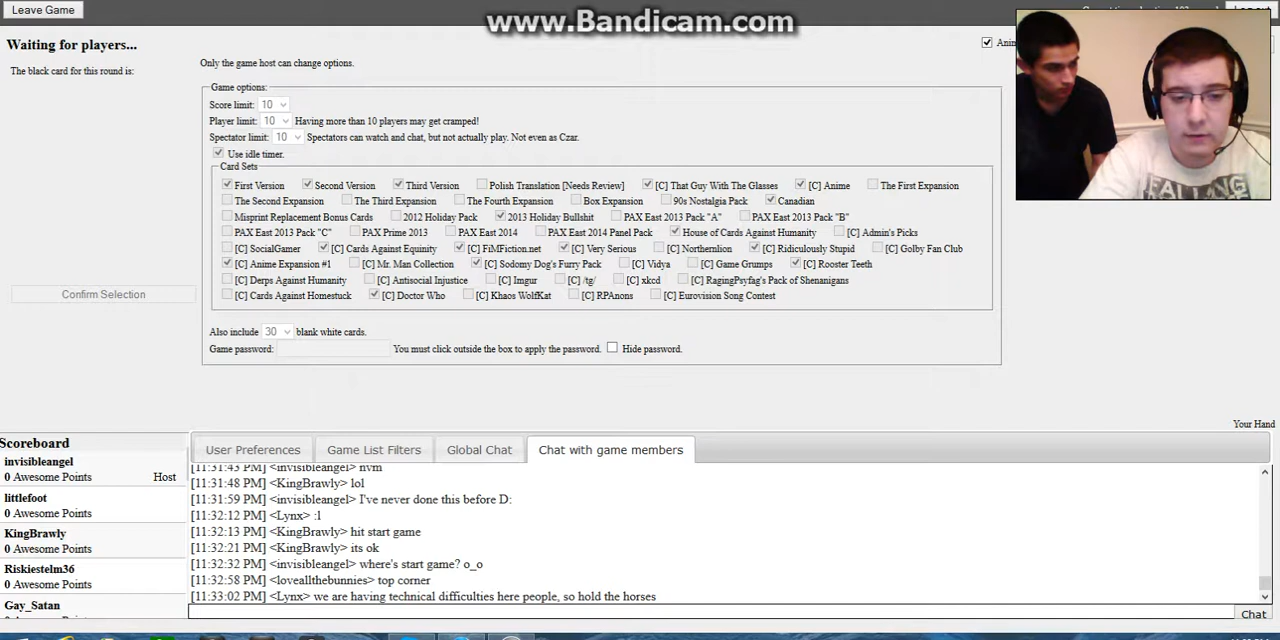 Leave Game
www.Bandicam.com
Waiting for players...
The black card for this round is:
Only the game host can change options.
Game options:
Score limit: 10
Player limit: 10 Having more than 10 players may get cramped!
Spectator limit: 10 Spectators can watch and chat, but not actually play. Not even as Czar.
Use idle timer.
Card Sets
First Version Second Version Third Version Polish Translation [Needs Review] [C] That Guy With The Glasses [C] Anime The First Expansion
The Second Expansion The Third Expansion The Fourth Expansion Box Expansion 90s Nostalgia Pack Canadian
Misprint Replacement Bonus Cards 2012 Holiday Pack 2013 Holiday Bullshit PAX East 2013 Pack "A" PAX East 2013 Pack "B"
PAX East 2013 Pack "C" PAX Prime 2013 PAX East 2014 PAX East 2014 Panel Pack House of Cards Against Humanity [C] Admin's Picks
[C] SocialGamer [C] Cards Against Equinity [C] FiMFiction.net [C] Very Serious [C] Northernlion [C] Ridiculously Stupid [C] Golby Fan Club
[C] Anime Expansion #1 [C] Mr. Man Collection [C] Sodomy Dog's Furry Pack [C] Vidya [C] Game Grumps [C] Rooster Teeth
[C] Derps Against Humanity [C] Antisocial Injustice [C] Imgur [C] /tg/ [C] xkcd [C] RagingPsyfag's Pack of Shenanigans
[C] Cards Against Homestuck [C] Doctor Who [C] Khaos WolfKat [C] RPAnons [C] Eurovision Song Contest
Confirm Selection
Also include 30 blank white cards.
Game password: You must click outside the box to apply the password. Hide password.
Your Hand
Scoreboard
invisibleangel
0 Awesome Points Host
littlefoot
0 Awesome Points
KingBrawly
0 Awesome Points
Riskiestelm36
0 Awesome Points
Gay_Satan
User Preferences Game List Filters Global Chat Chat with game members
[11:31:43 PM] <invisibleangel> nvm
[11:31:48 PM] <KingBrawly> lol
[11:31:59 PM] <invisibleangel> I've never done this before D:
[11:32:12 PM] <Lynx> :l
[11:32:13 PM] <KingBrawly> hit start game
[11:32:21 PM] <KingBrawly> its ok
[11:32:32 PM] <invisibleangel> where's start game? o_o
[11:32:58 PM] <loveallthebunnies> top corner
[11:33:02 PM] <Lynx> we are having technical difficulties here people, so hold the horses
Chat